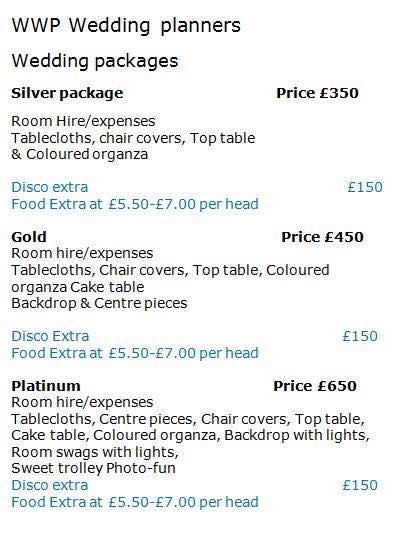 WWP Wedding planners
Wedding packages
Silver package Price £350
Room Hire/expenses
Tablecloths, chair covers, Top table
& Coloured organza
Disco extra £150
Food Extra at £5.50-£7.00 per head
Gold Price £450
Room hire/expenses
Tablecloths, Chair covers, Top table, Coloured
organza Cake table
Backdrop & Centre pieces
Disco Extra £150
Food Extra at £5.50-£7.00 per head
Platinum Price £650
Room hire/expenses
Tablecloths, Centre pieces, Chair covers, Top table,
Cake table, Coloured organza, Backdrop with lights,
Room swags with lights,
Sweet trolley Photo-fun
Disco extra £150
Food Extra at £5.50-£7.00 per head